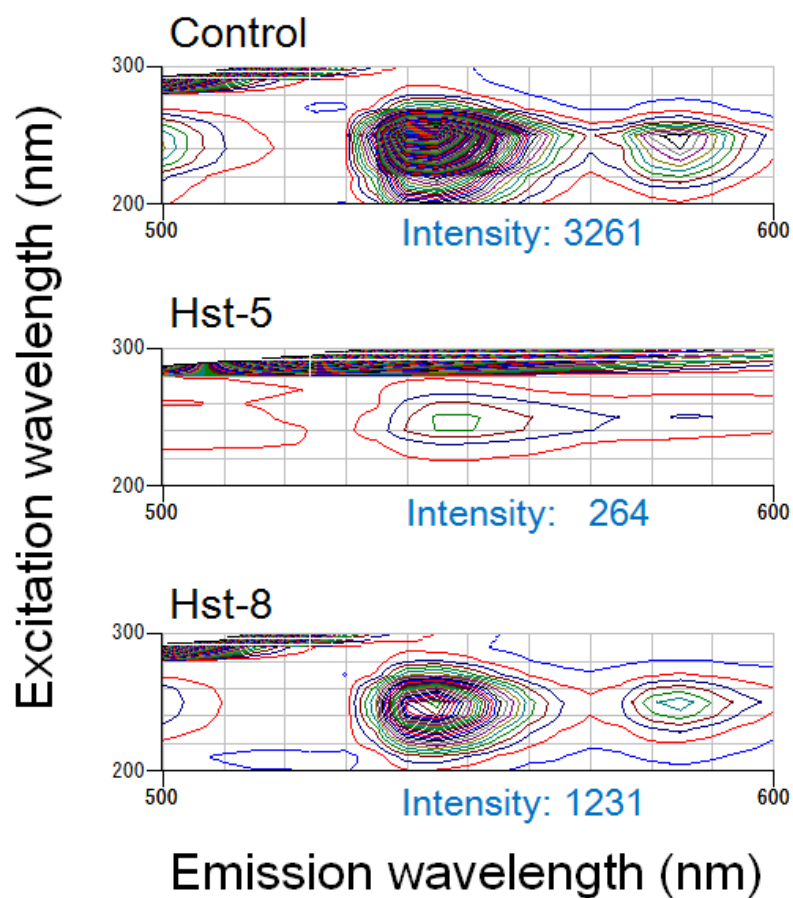 Control
Excitation wavelength (nm)
300
200
500
600
Intensity: 3261
Hst-5
300
200
500
600
Intensity: 264
Hst-8
300
200
500
600
Intensity: 1231
Emission wavelength (nm)